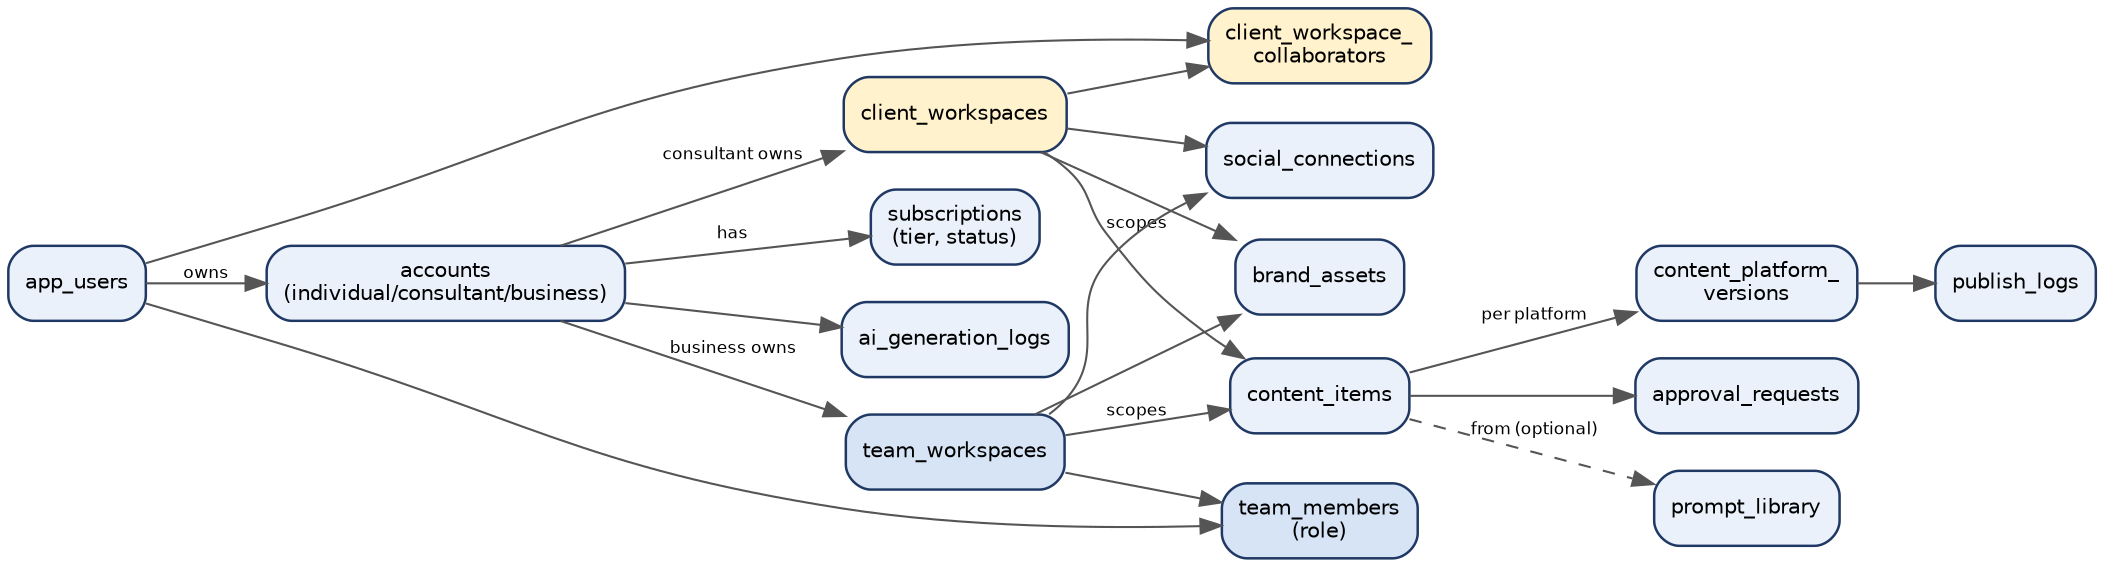 app_users
owns
accounts
(individual/consultant/business)
consultant owns
has
business owns
client_workspaces
subscriptions
(tier, status)
ai_generation_logs
team_workspaces
scopes
scopes
client_workspace_
collaborators
social_connections
brand_assets
content_items
team_members
(role)
per platform
from (optional)
content_platform_
versions
approval_requests
prompt_library
publish_logs